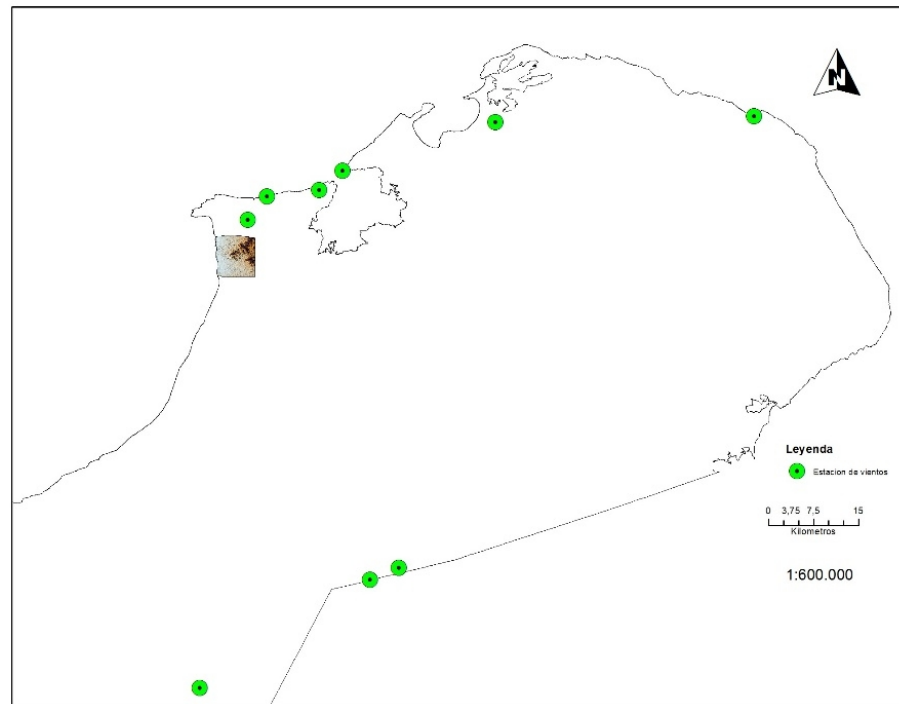 N
Leyenda
Estacion de vientos
0 3,75 7,5 15
Kilometros
1:600.000